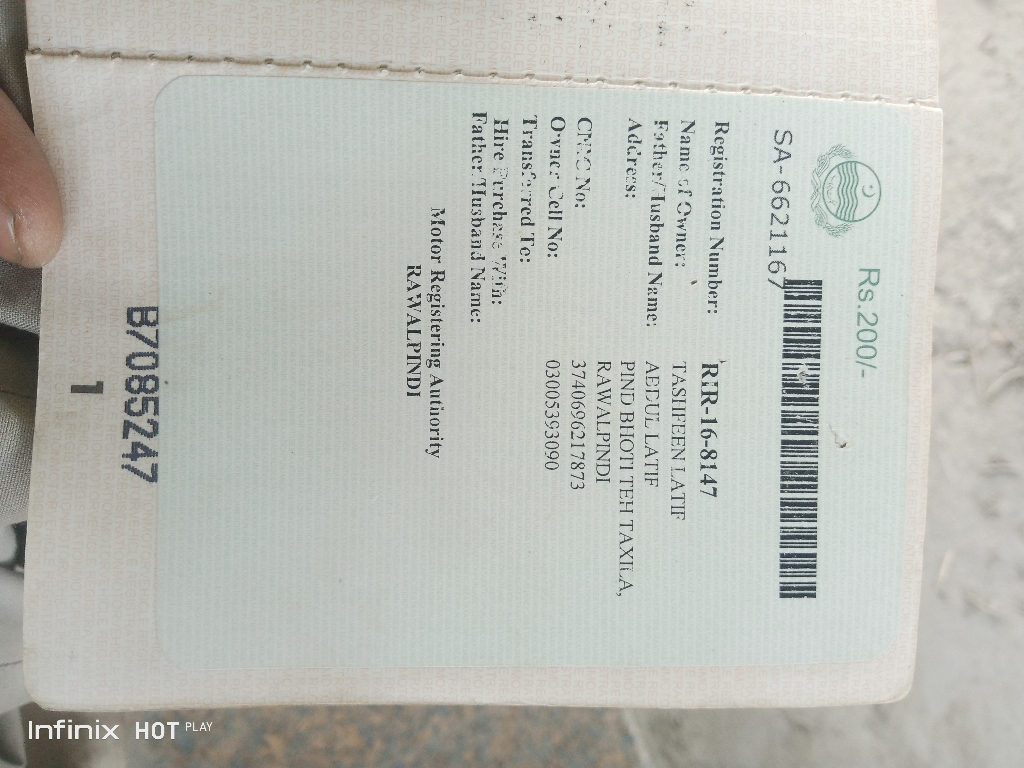 Rs.200/-
SA-6621167
Registration Number: RIR-16-8147
Name of Owner: TASHFEEN LATIF
Father/Husband Name: ABDUL LATIF
Address: PIND BHOTI TEH TAXILA,
RAWALPINDI
CNIC No: 3740696217873
Owner Cell No: 03005393090
Transferred To:
Hire Purchase With:
Father/Husband Name:
Motor Registering Authority
RAWALPINDI
B7085247
1
Infinix HOT PLAY